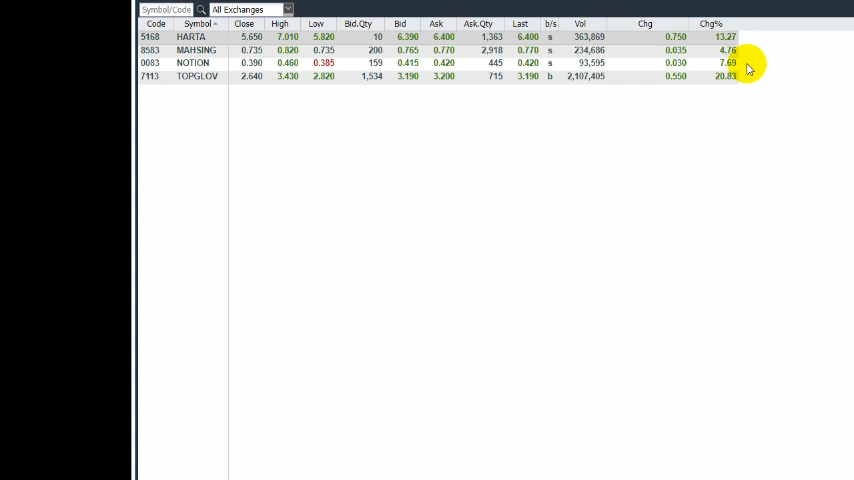 Symbol/Code All Exchanges
Code Symbol Close High Low Bid.Qty Bid Ask Ask.Qty Last b/s Vol Chg Chg%
5168 HARTA 5.650 7.010 5.820 10 6.390 6.400 1,363 6.400 s 363,869 0.750 13.27
8583 MAHSING 0.735 0.820 0.735 200 0.765 0.770 2,918 0.770 s 234,686 0.035 4.76
0083 NOTION 0.390 0.460 0.385 159 0.415 0.420 445 0.420 s 93,595 0.030 7.69
7113 TOPGLOV 2.640 3.430 2.820 1,534 3.190 3.200 715 3.190 b 2,107,405 0.550 20.83